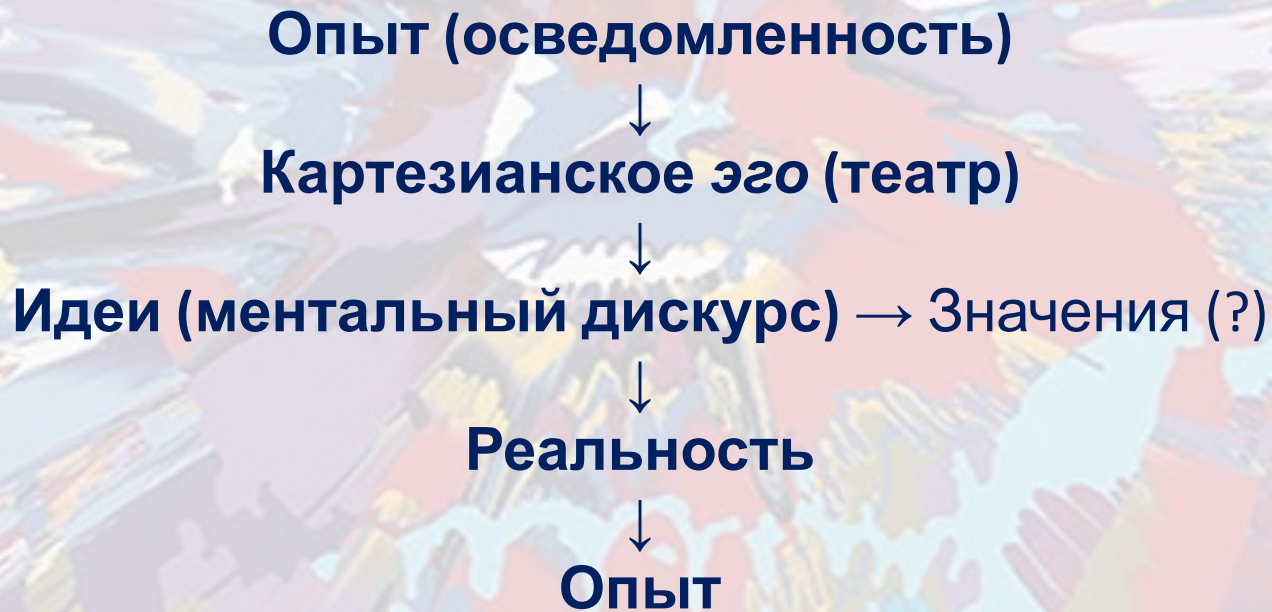 Опыт (осведомленность)
↓
Картезианское эго (театр)
↓
Идеи (ментальный дискурс) → Значения (?)
↓
Реальность
↓
Опыт